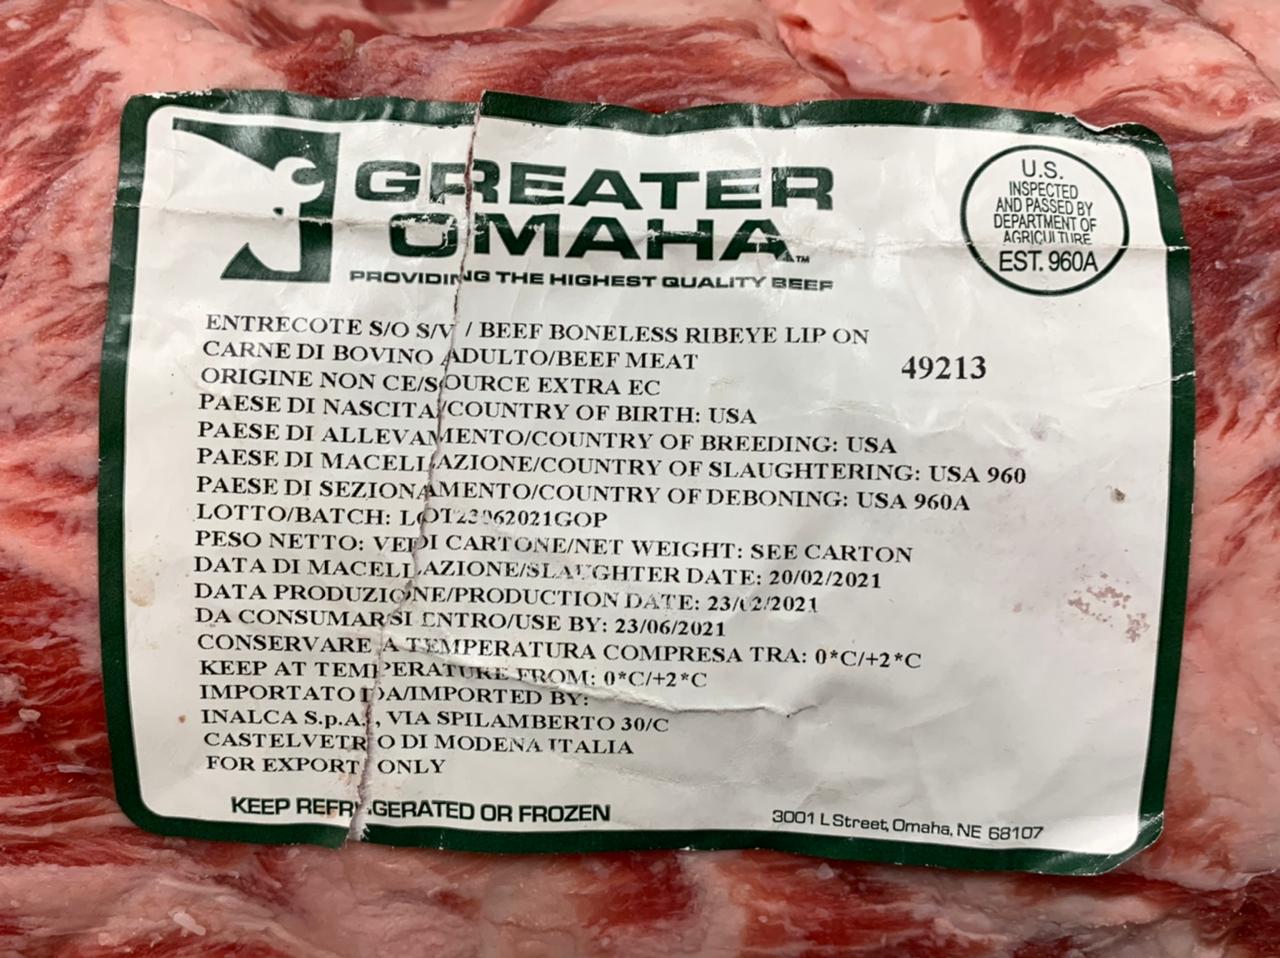 GREATER
OMAHA™
PROVIDING THE HIGHEST QUALITY BEEF
U.S.
INSPECTED
AND PASSED BY
DEPARTMENT OF
AGRICULTURE
EST. 960A
ENTRECOTE S/O S/V / BEEF BONELESS RIBEYE LIP ON
CARNE DI BOVINO ADULTO/BEEF MEAT
49213
ORIGINE NON CE/SOURCE EXTRA EC
PAESE DI NASCITA/COUNTRY OF BIRTH: USA
PAESE DI ALLEVAMENTO/COUNTRY OF BREEDING: USA
PAESE DI MACELLAZIONE/COUNTRY OF SLAUGHTERING: USA 960
PAESE DI SEZIONAMENTO/COUNTRY OF DEBONING: USA 960A
LOTTO/BATCH: LOT23062021GOP
PESO NETTO: VEDI CARTONE/NET WEIGHT: SEE CARTON
DATA DI MACELLAZIONE/SLAUGHTER DATE: 20/02/2021
DATA PRODUZIONE/PRODUCTION DATE: 23/02/2021
DA CONSUMARSI ENTRO/USE BY: 23/06/2021
CONSERVARE A TEMPERATURA COMPRESA TRA: 0*C/+2*C
KEEP AT TEMPERATURE FROM: 0*C/+2*C
IMPORTATO DA/IMPORTED BY:
INALCA S.p.A., VIA SPILAMBERTO 30/C
CASTELVETRO DI MODENA ITALIA
FOR EXPORT ONLY
KEEP REFRIGERATED OR FROZEN
3001 L Street, Omaha, NE 68107